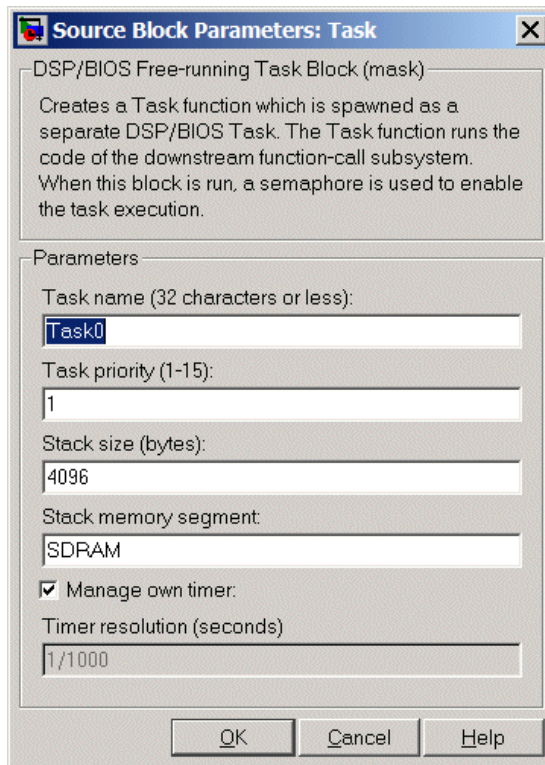 Source Block Parameters: Task
DSP/BIOS Free-running Task Block (mask)
Creates a Task function which is spawned as a
separate DSP/BIOS Task. The Task function runs the
code of the downstream function-call subsystem.
When this block is run, a semaphore is used to enable
the task execution.
Parameters
Task name (32 characters or less):
Task0
Task priority (1-15):
1
Stack size (bytes):
4096
Stack memory segment:
SDRAM
Manage own timer:
Timer resolution (seconds)
1/1000
OK Cancel Help